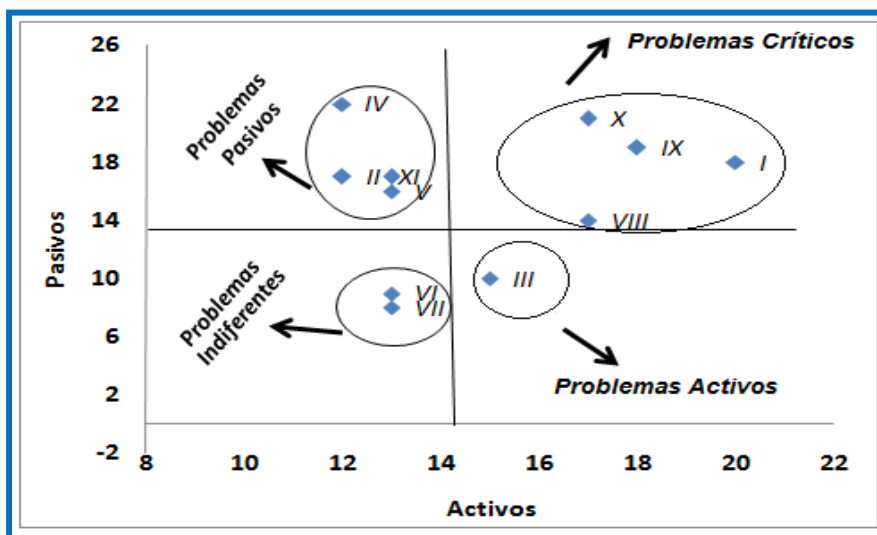 Problemas Críticos
26
22
18
14
10
6
2
-2
Pasivos
Problemas
Pasivos
IV
II
XI
V
X
IX
I
VIII
Problemas
Indiferentes
VI
VII
III
Problemas Activos
8
10
12
14
16
18
20
22
Activos